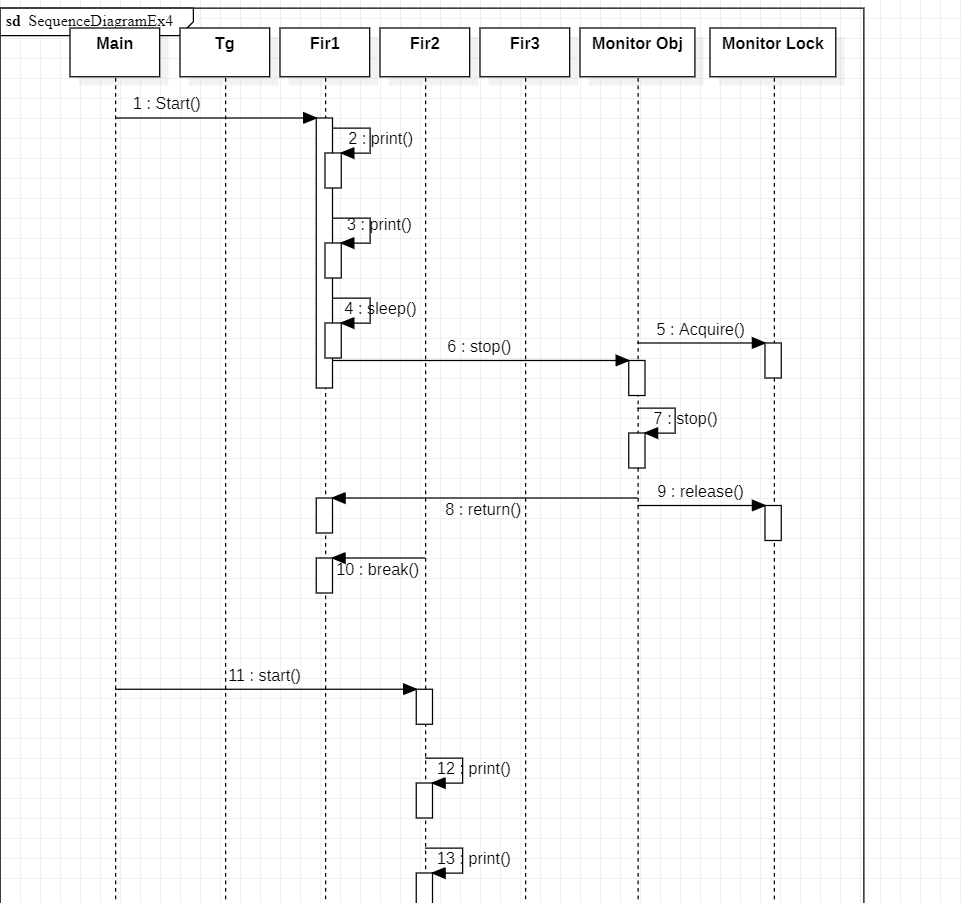 sd SequenceDiagramEx4
Main
Tg
Fir1
Fir2
Fir3
Monitor Obj
Monitor Lock
1 : Start()
2 : print()
3 : print()
4 : sleep()
5 : Acquire()
6 : stop()
7 : stop()
9 : release()
8 : return()
10 : break()
11 : start()
12 : print()
13 : print()